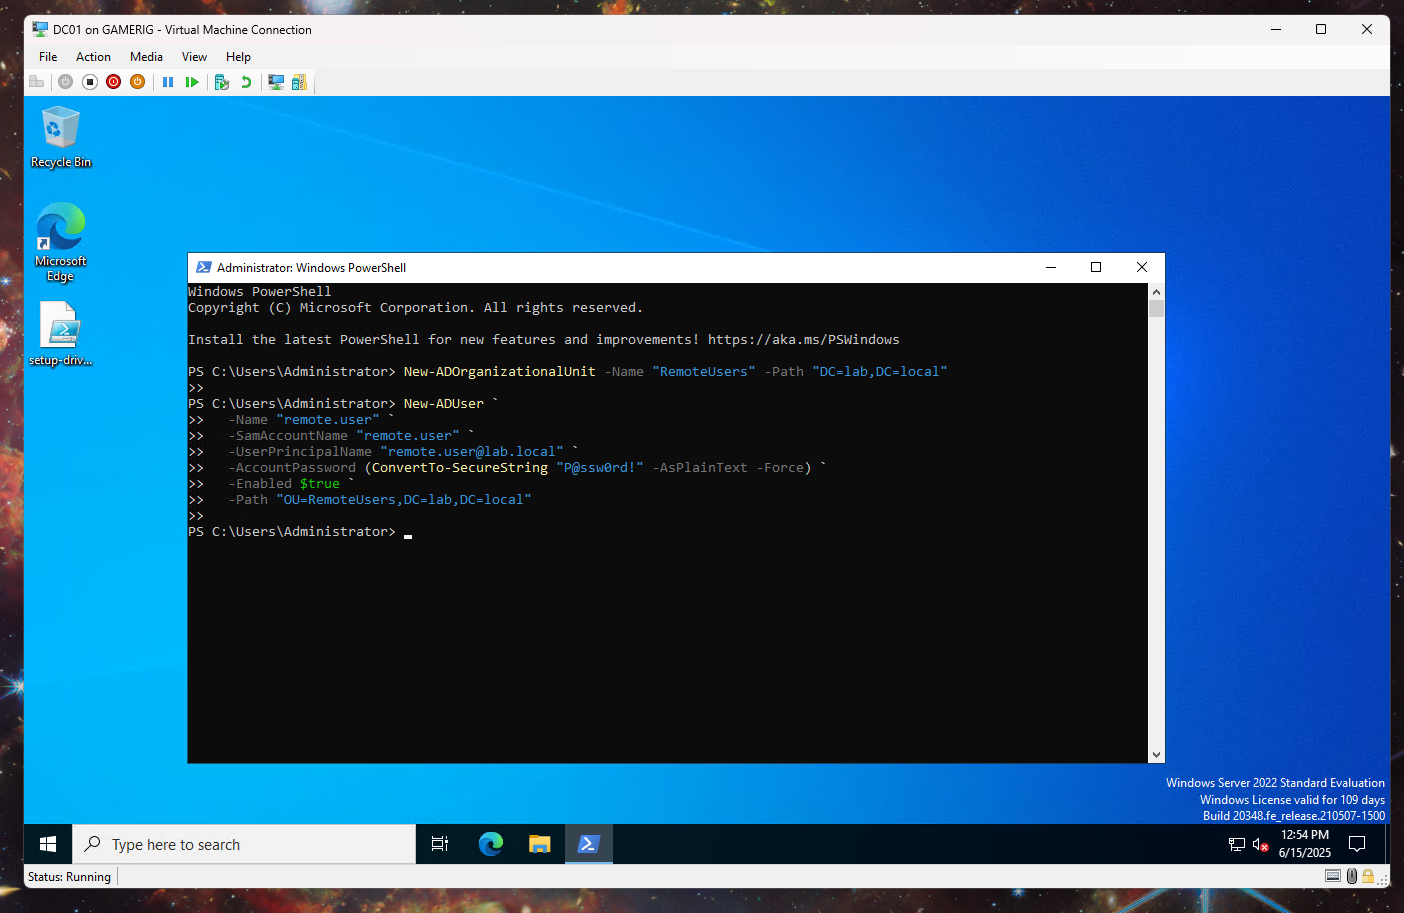 DC01 on GAMERIG - Virtual Machine Connection
File Action Media View Help
Recycle Bin
Microsoft
Edge
setup-driv...
Administrator: Windows PowerShell
Windows PowerShell
Copyright (C) Microsoft Corporation. All rights reserved.
Install the latest PowerShell for new features and improvements! https://aka.ms/PSWindows
PS C:\Users\Administrator> New-ADOrganizationalUnit -Name "RemoteUsers" -Path "DC=lab,DC=local"
>>
PS C:\Users\Administrator> New-ADUser `
>>   -Name "remote.user" `
>>   -SamAccountName "remote.user" `
>>   -UserPrincipalName "remote.user@lab.local" `
>>   -AccountPassword (ConvertTo-SecureString "P@ssw0rd!" -AsPlainText -Force) `
>>   -Enabled $true `
>>   -Path "OU=RemoteUsers,DC=lab,DC=local"
>>
PS C:\Users\Administrator>
Windows Server 2022 Standard Evaluation
Windows License valid for 109 days
Build 20348.fe_release.210507-1500
Type here to search
12:54 PM
6/15/2025
Status: Running